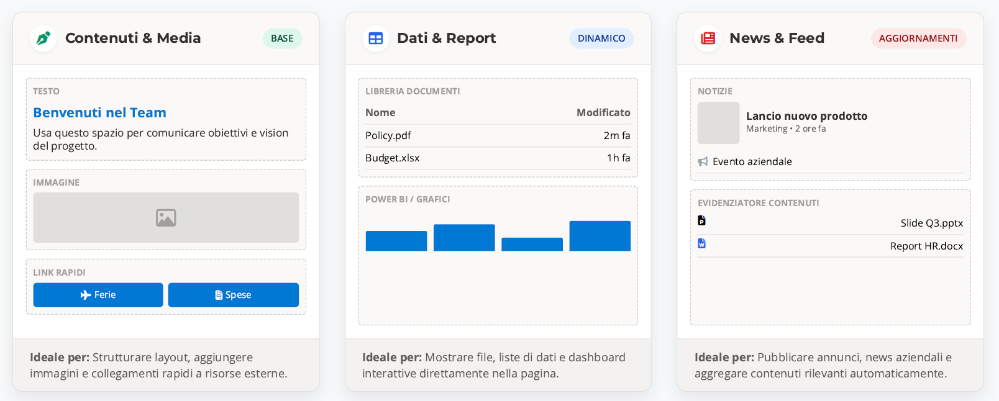 Contenuti & Media
BASE
TESTO
Benvenuti nel Team
Usa questo spazio per comunicare obiettivi e vision
del progetto.
IMMAGINE
LINK RAPIDI
Ferie
Spese
Ideale per: Strutturare layout, aggiungere
immagini e collegamenti rapidi a risorse esterne.
Dati & Report
DINAMICO
LIBRERIA DOCUMENTI
Nome Modificato
Policy.pdf 2m fa
Budget.xlsx 1h fa
POWER BI / GRAFICI
Ideale per: Mostrare file, liste di dati e dashboard
interattive direttamente nella pagina.
News & Feed
AGGIORNAMENTI
NOTIZIE
Lancio nuovo prodotto
Marketing • 2 ore fa
Evento aziendale
EVIDENZIATORE CONTENUTI
P Slide Q3.pptx
W Report HR.docx
Ideale per: Pubblicare annunci, news aziendali e
aggregare contenuti rilevanti automaticamente.